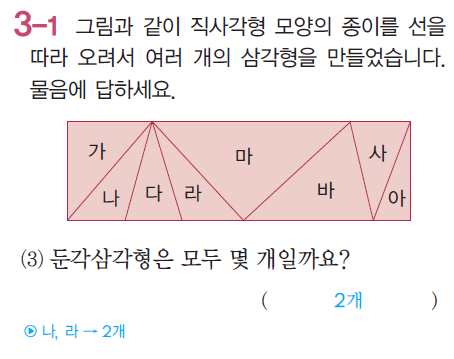 3-1 그림과 같이 직사각형 모양의 종이를 선을
따라 오려서 여러 개의 삼각형을 만들었습니다.
물음에 답하세요.
가 마 사
나 다 라 바 아
(3) 둔각삼각형은 모두 몇 개일까요?
( 2개 )
▶ 나, 라 → 2개